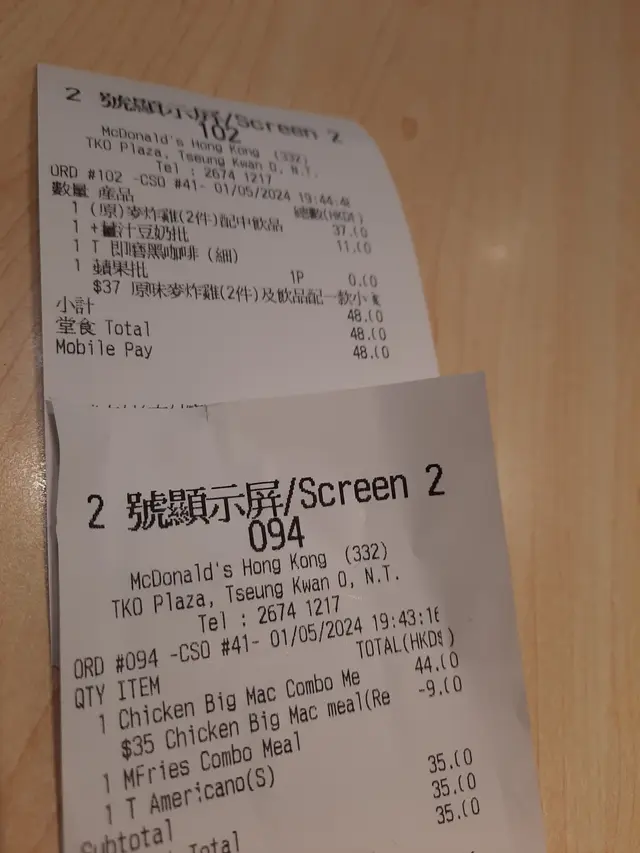 2 號顯示屏/Screen 2
102
McDonald's Hong Kong (332)
TKO Plaza, Tseung Kwan O, N.T.
Tel : 2674 1217
ORD #102 -CSO #41- 01/05/2024 19:44:48
數量 產品 總數(HKD$)
1 (原)麥炸雞(2件)配中飲品 37.00
1 + 汁豆奶批 11.00
1 T 即磨黑咖啡 (細)
1 蘋果批 1P 0.00
$37 原味麥炸雞(2件)及飲品配一款小
小計 48.00
堂食 Total 48.00
Mobile Pay 48.00
2 號顯示屏/Screen 2
094
McDonald's Hong Kong (332)
TKO Plaza, Tseung Kwan O, N.T.
Tel : 2674 1217
ORD #094 -CSO #41- 01/05/2024 19:43:16
QTY ITEM TOTAL(HKD$)
1 Chicken Big Mac Combo Me 44.00
$35 Chicken Big Mac meal(Re -9.00
1 MFries Combo Meal
1 T Americano(S) 35.00
Subtotal 35.00
Total 35.00